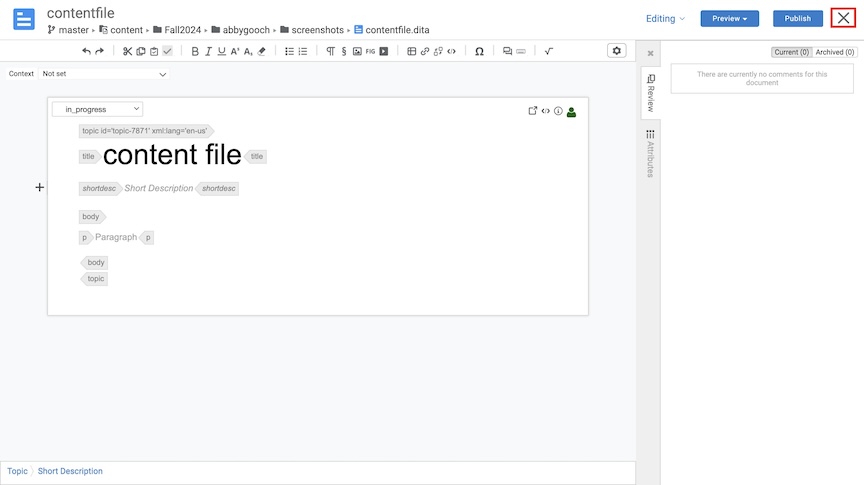 contentfile
master ▸ content ▸ Fall2024 ▸ abbygooch ▸ screenshots ▸ contentfile.dita
Editing
Preview
Publish
B I U A A ¶ § FIG Ω √
Current (0) Archived (0)
Context Not set
There are currently no comments for this
document
Review
Attributes
in_progress
topic id='topic-7871' xml:lang='en-us'
title content file title
shortdesc Short Description shortdesc
body
p Paragraph p
body
topic
Topic Short Description